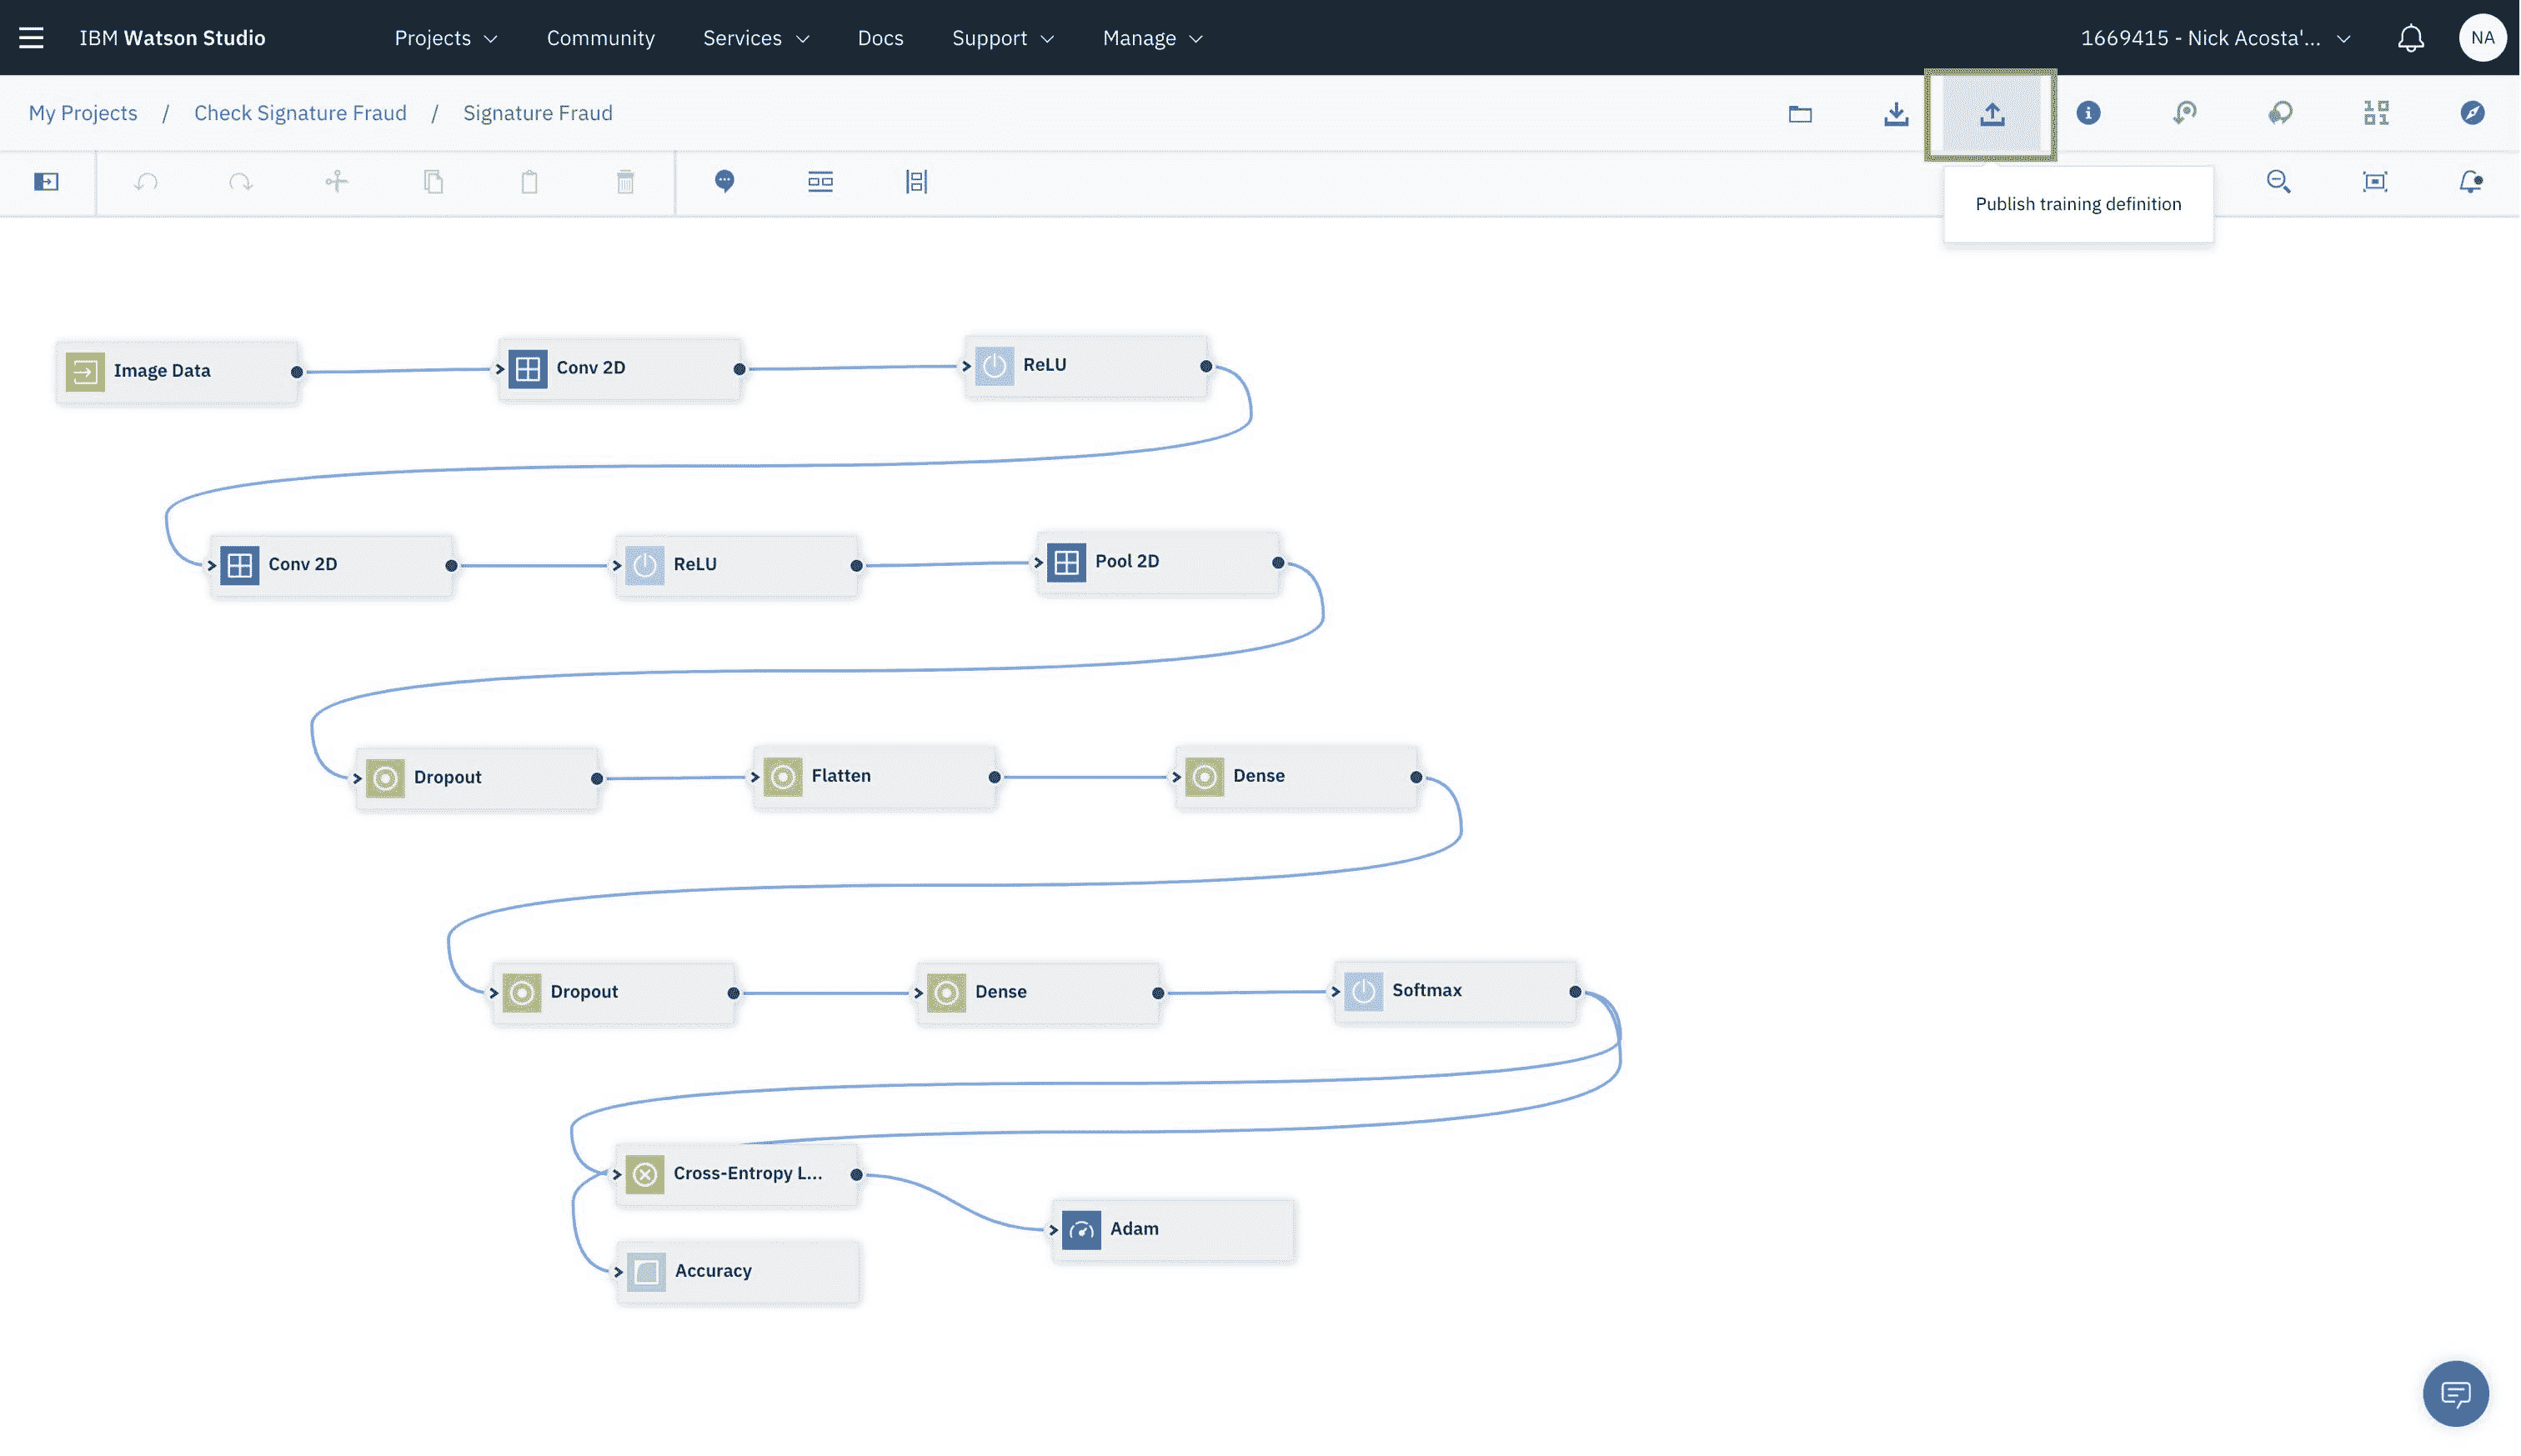 IBM Watson Studio Projects Community Services Docs Support Manage 1669415 - Nick Acosta'... NA
My Projects / Check Signature Fraud / Signature Fraud
Publish training definition
Image Data Conv 2D ReLU
Conv 2D ReLU Pool 2D
Dropout Flatten Dense
Dropout Dense Softmax
Cross-Entropy L...
Adam
Accuracy